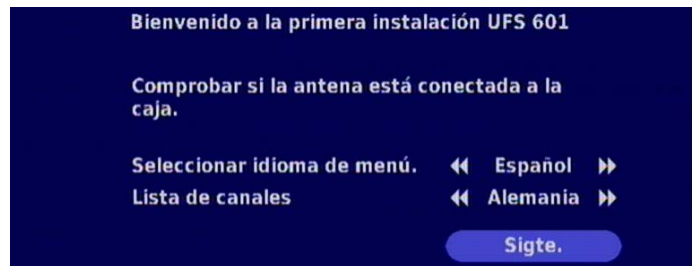 Bienvenido a la primera instalación UFS 601
Comprobar si la antena está conectada a la
caja.
Seleccionar idioma de menú. Español
Lista de canales Alemania
Sigte.